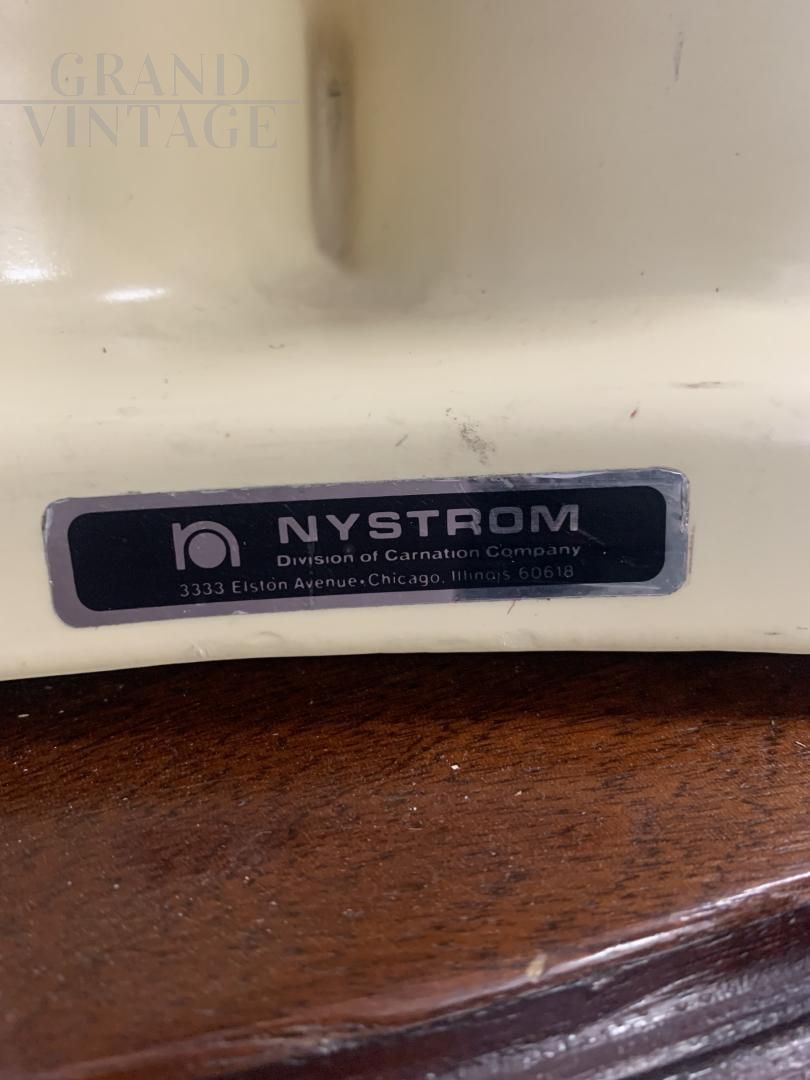 GRAND
VINTAGE
n NYSTROM
Division of Carnation Company
3333 Elston Avenue•Chicago, Illinois 60618